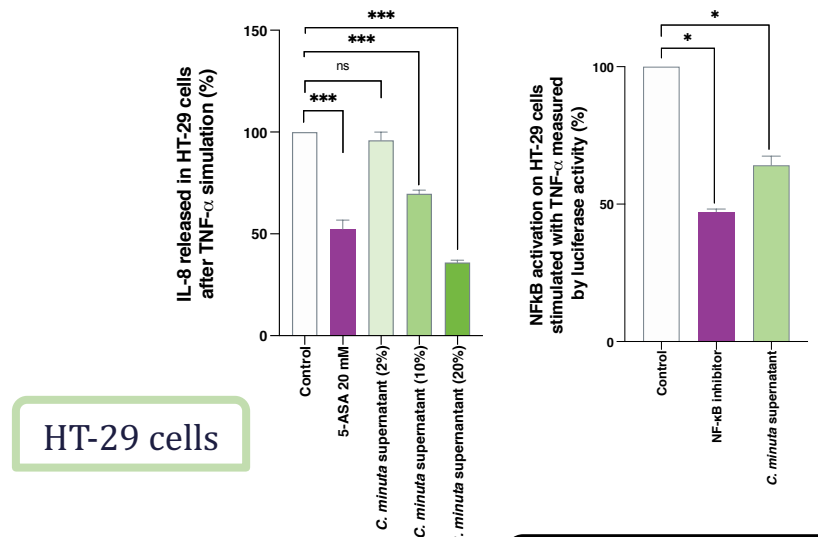 IL-8 released in HT-29 cells
after TNF-α simulation (%)
150
100
50
0
***
***
ns
***
Control
5-ASA 20 mM
C. minuta supernatant (2%)
C. minuta supernatant (10%)
minuta supernantant (20%)
NFkB activation on HT-29 cells
stimulated with TNF-α measured
by luciferase activity (%)
100
50
0
*
*
Control
NF-κB inhibitor
C. minuta supernatant
HT-29 cells